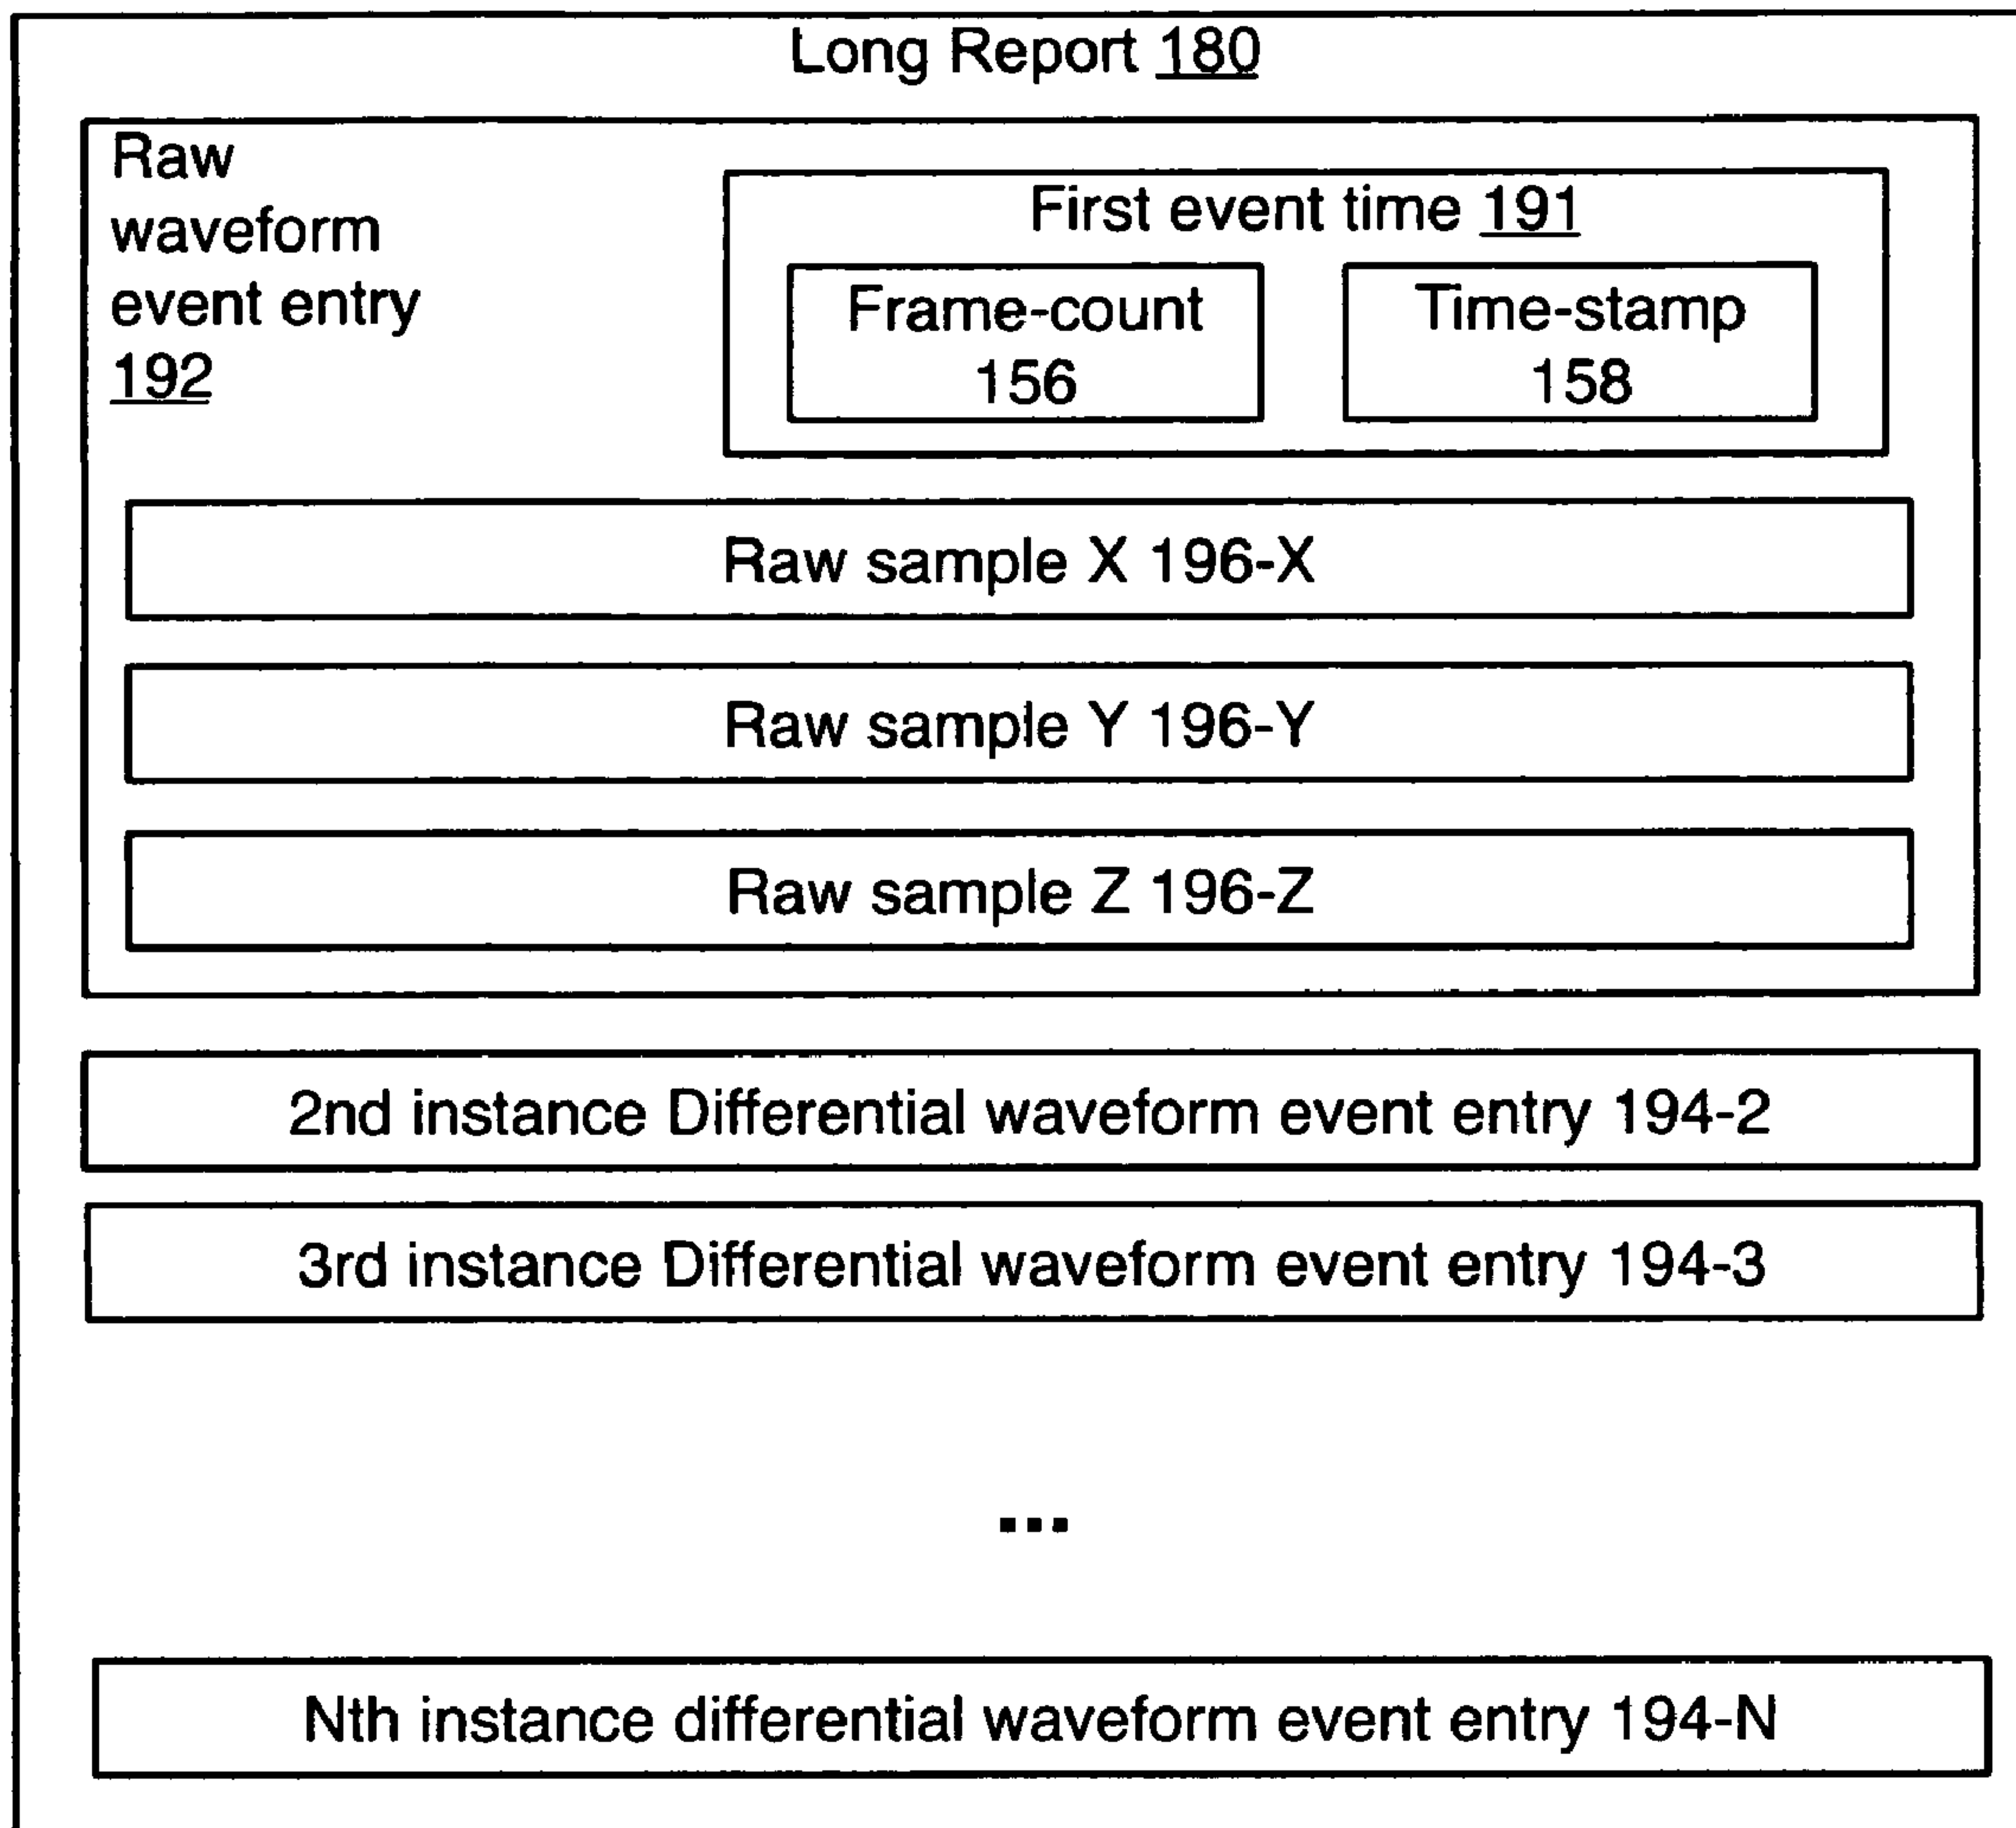 Long Report 180
Raw
waveform
event entry
192
First event time 191
Frame-count
156
Time-stamp
158
Raw sample X 196-X
Raw sample Y 196-Y
Raw sample Z 196-Z
2nd instance Differential waveform event entry 194-2
3rd instance Differential waveform event entry 194-3
...
Nth instance differential waveform event entry 194-N